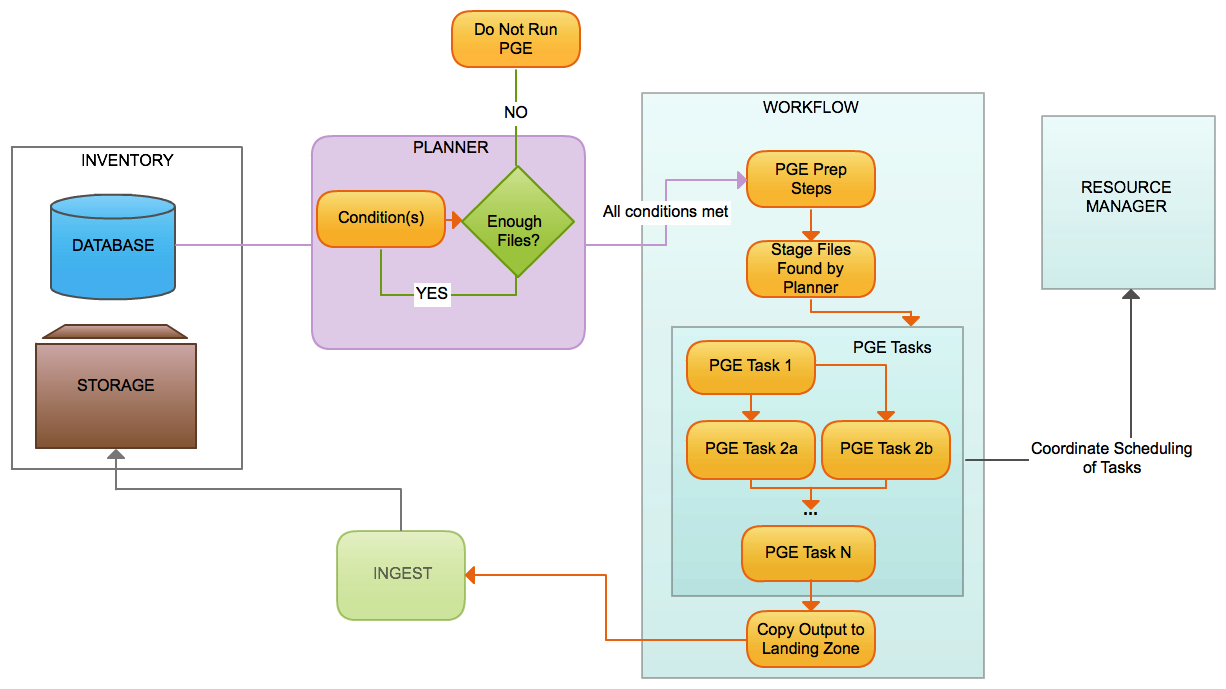 Do Not Run
PGE
NO
INVENTORY
DATABASE
STORAGE
PLANNER
Condition(s)
Enough
Files?
YES
All conditions met
WORKFLOW
PGE Prep
Steps
Stage Files
Found by
Planner
PGE Tasks
PGE Task 1
PGE Task 2a
PGE Task 2b
...
PGE Task N
Copy Output to
Landing Zone
RESOURCE
MANAGER
Coordinate Scheduling
of Tasks
INGEST